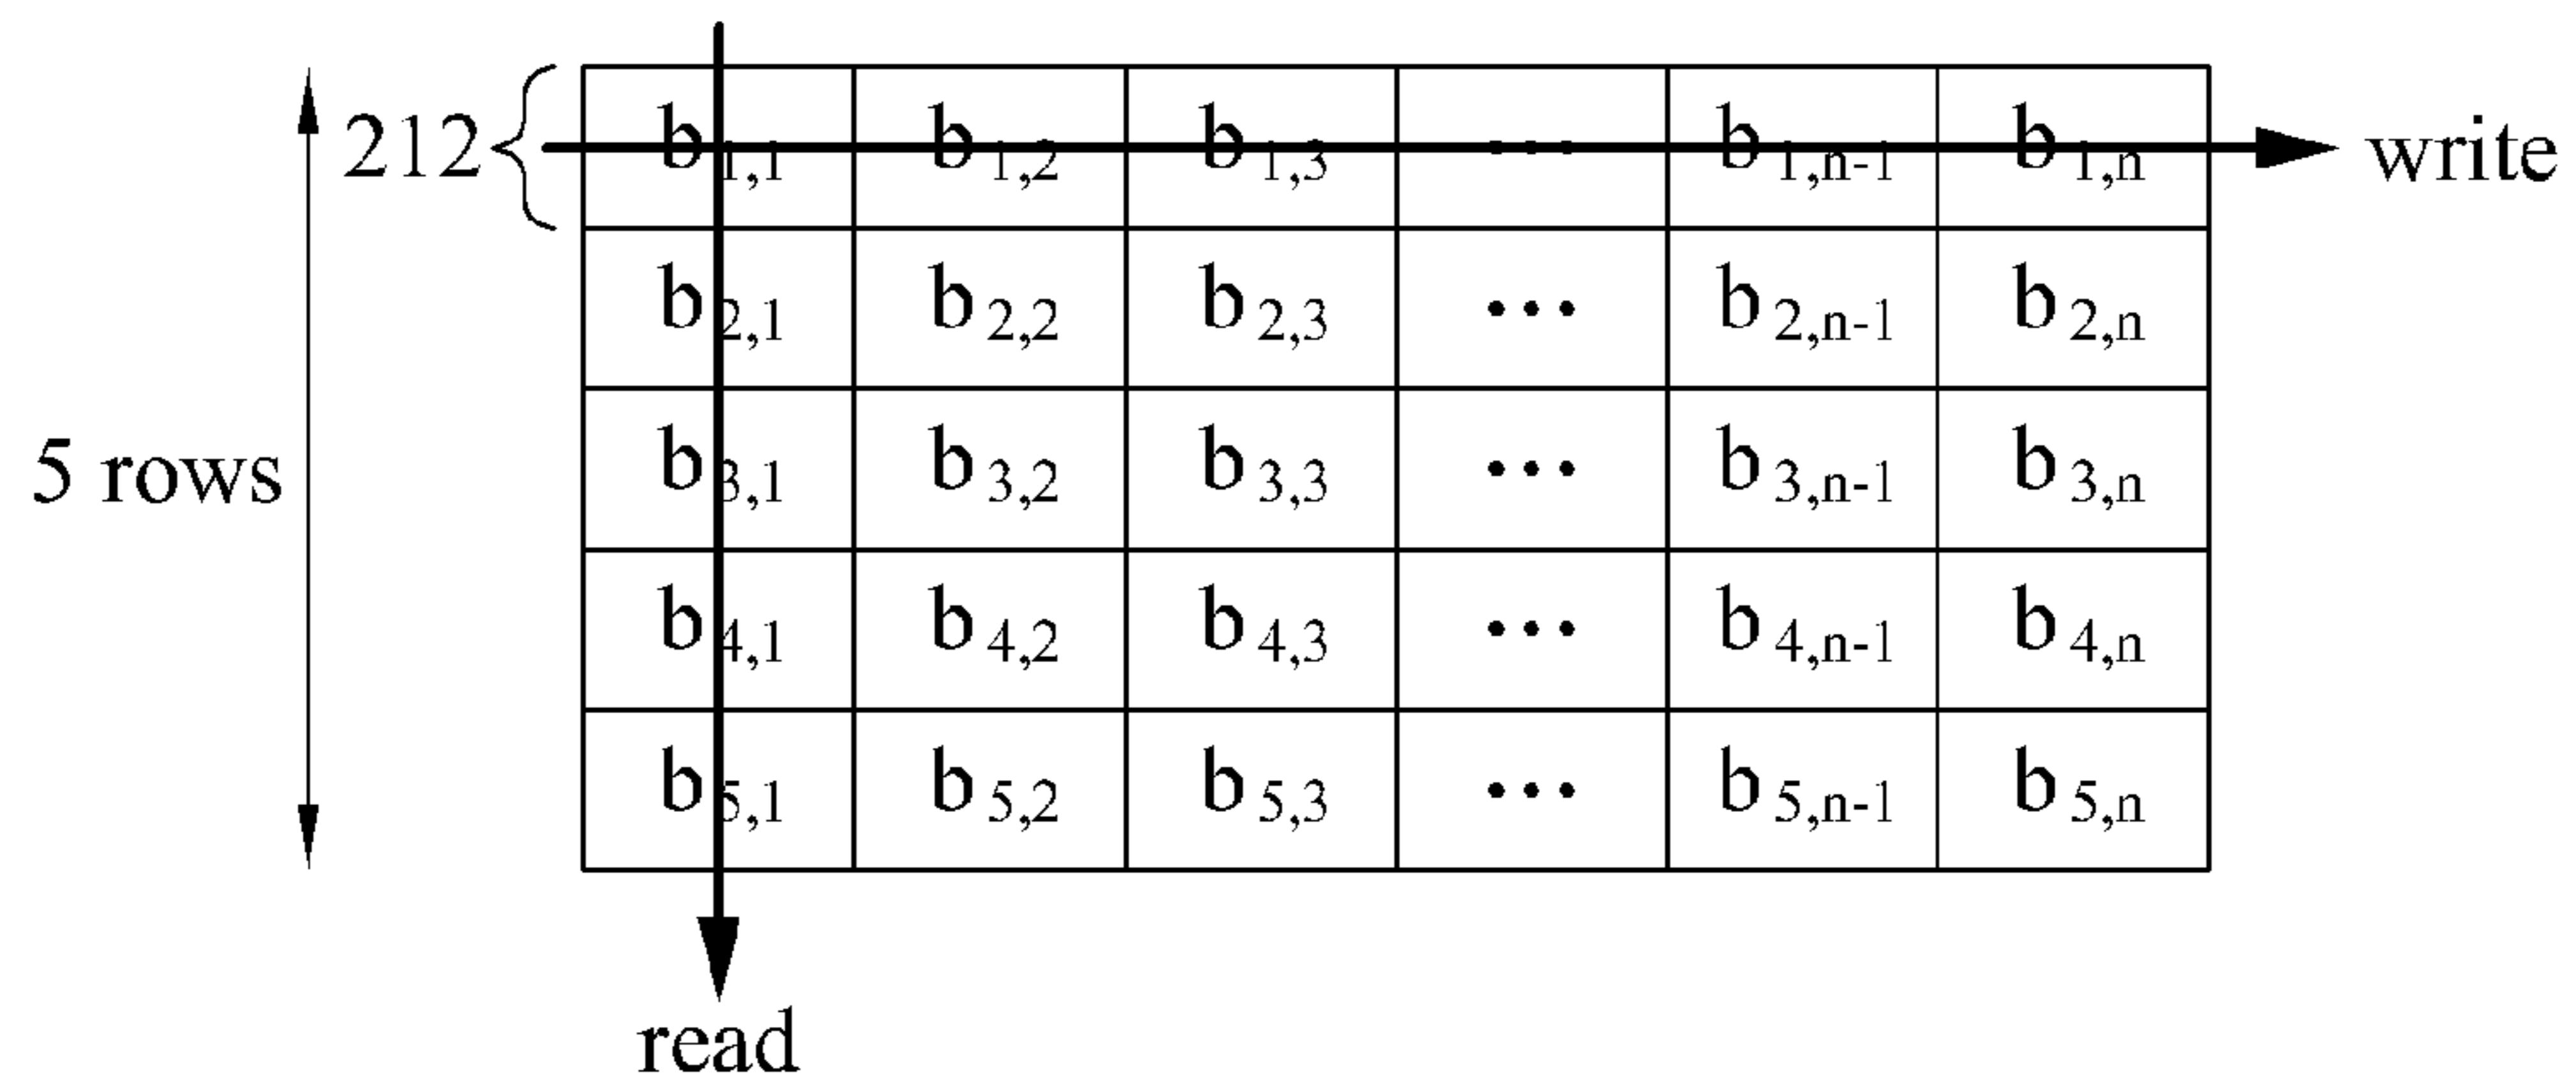 212 b1,1 b1,2 b1,3 ... b1,n-1 b1,n write
b2,1 b2,2 b2,3 ... b2,n-1 b2,n
5 rows b3,1 b3,2 b3,3 ... b3,n-1 b3,n
b4,1 b4,2 b4,3 ... b4,n-1 b4,n
b5,1 b5,2 b5,3 ... b5,n-1 b5,n
read